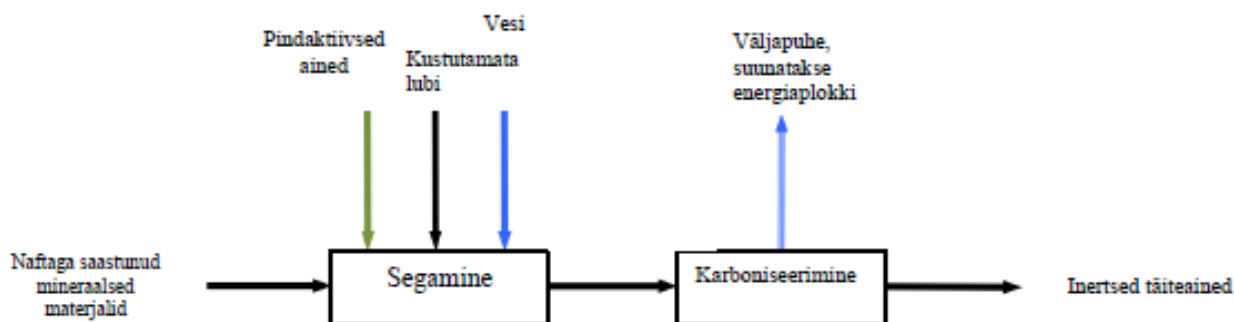 Vesi
Pindaktiivsed
ained
Kustutamata
lubi
Väljapuhe,
suunatakse
energiaplokki
Naftaga saastunud
mineraalsed
materjalid
Segamine
Karboniseerimine
Inertsed täiteained